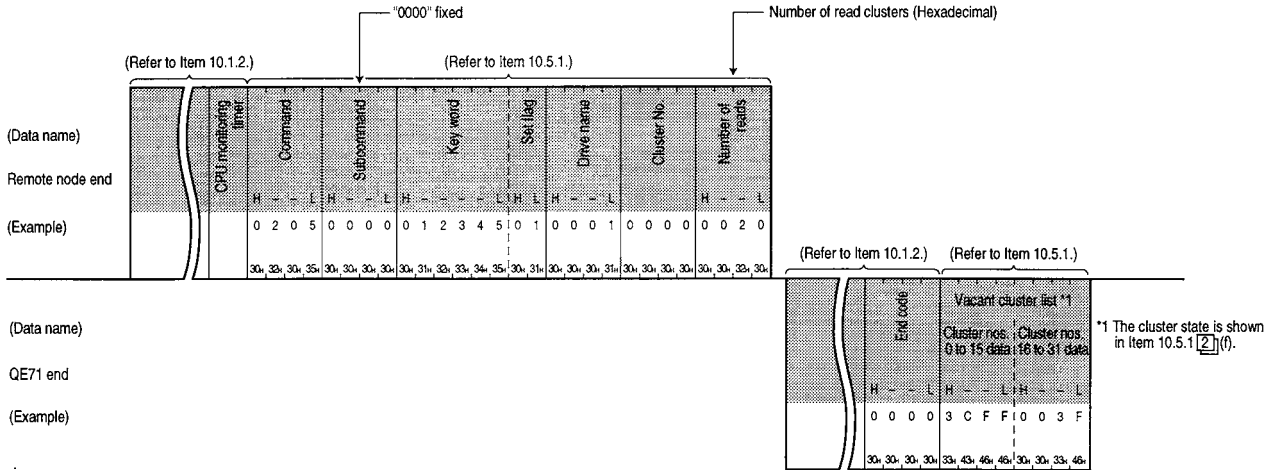 "0000" fixed
Number of read clusters (Hexadecimal)
(Refer to Item 10.1.2.)
(Refer to Item 10.5.1.)
(Data name)
CPU monitoring timer
Command
Subcommand
Key word
Set flag
Drive name
Cluster No.
Number of reads
Remote node end
H - - L H - - L H - - - - L H L H - - L H - - L
(Example)
0 2 0 5 0 0 0 0 0 1 2 3 4 5 0 1 0 0 0 1 0 0 0 0 0 0 2 0
30H 32H 30H 35H 30H 30H 30H 30H 30H 31H 32H 33H 34H 35H 30H 31H 30H 30H 30H 31H 30H 30H 30H 30H 30H 30H 32H 30H
(Refer to Item 10.1.2.)
(Refer to Item 10.5.1.)
(Data name)
End code
Vacant cluster list *1
Cluster nos. 0 to 15 data
Cluster nos. 16 to 31 data
*1 The cluster state is shown
in Item 10.5.1 2 (f).
QE71 end
H - - L H - - L H - - L
(Example)
0 0 0 0 3 C F F 0 0 3 F
30H 30H 30H 30H 33H 43H 46H 46H 30H 30H 33H 46H